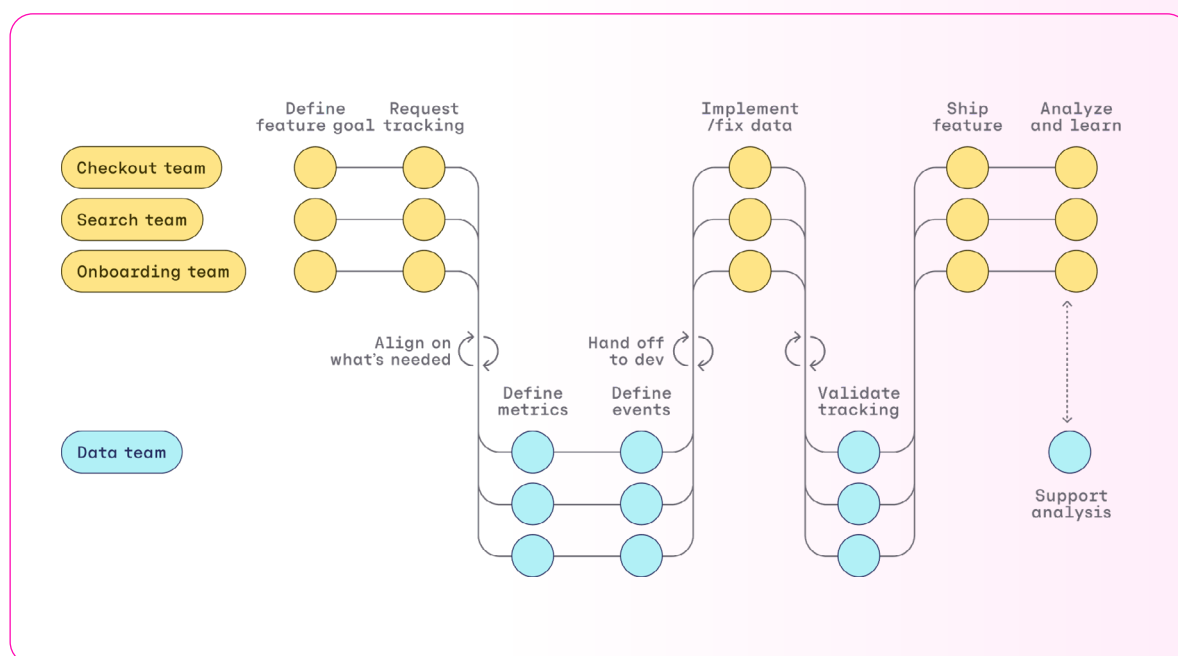 Define
feature goal
Request
tracking
Implement
/fix data
Ship
feature
Analyze
and learn
Checkout team
Search team
Onboarding team
Align on
what's needed
Hand off
to dev
Define
metrics
Define
events
Validate
tracking
Data team
Support
analysis